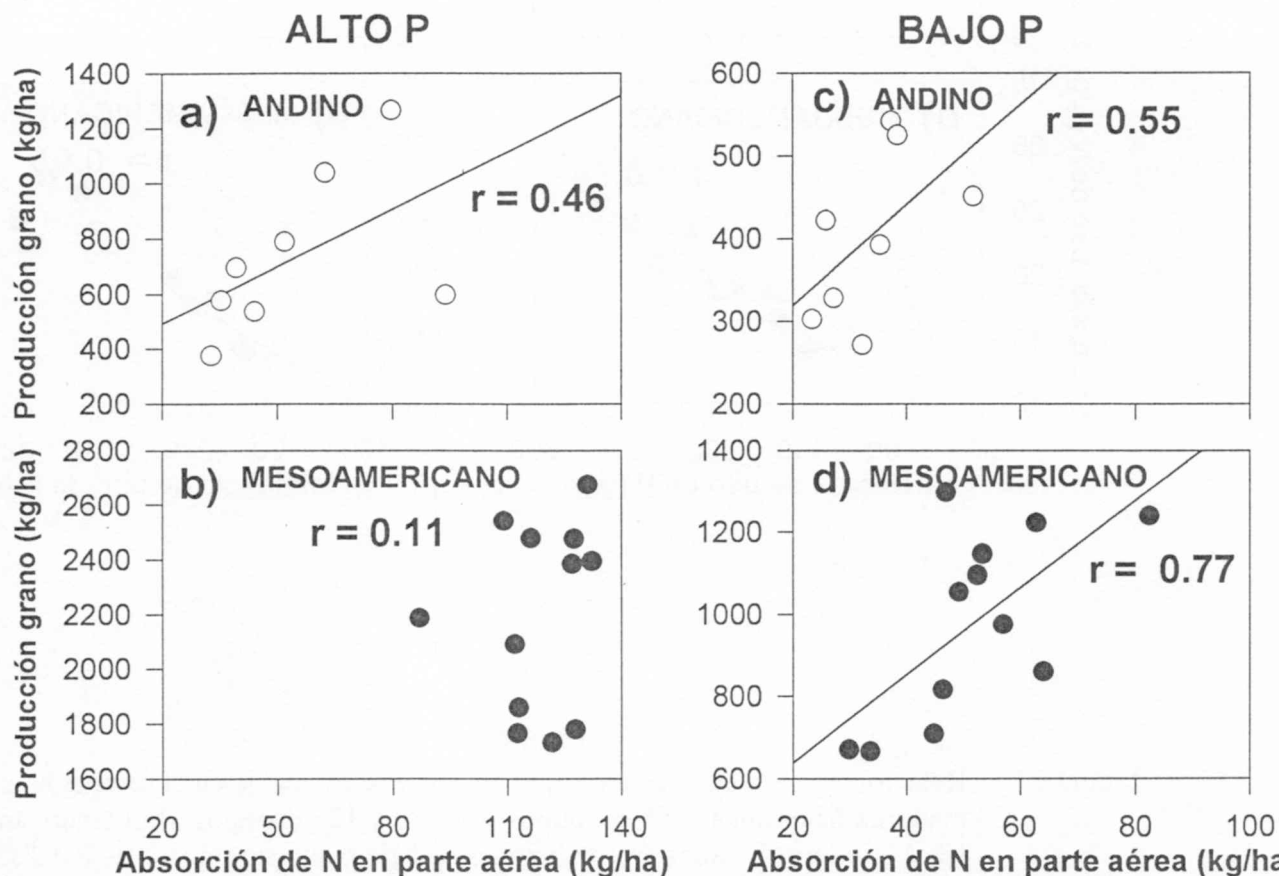 ALTO P
BAJO P
Producción grano (kg/ha)
1400
1200
1000
800
600
400
200
a)
ANDINO
r = 0.46
600
500
400
300
200
c)
ANDINO
r = 0.55
Producción grano (kg/ha)
2800
2600
2400
2200
2000
1800
1600
b
MESOAMERICANO
r = 0.11
20
50
80
110
140
Absorción de N en parte aérea (kg/ha)
1400
1200
1000
800
600
d)
MESOAMERICANO
r = 0.77
20
40
60
80
100
Absorción de N en parte aérea (kg/ha